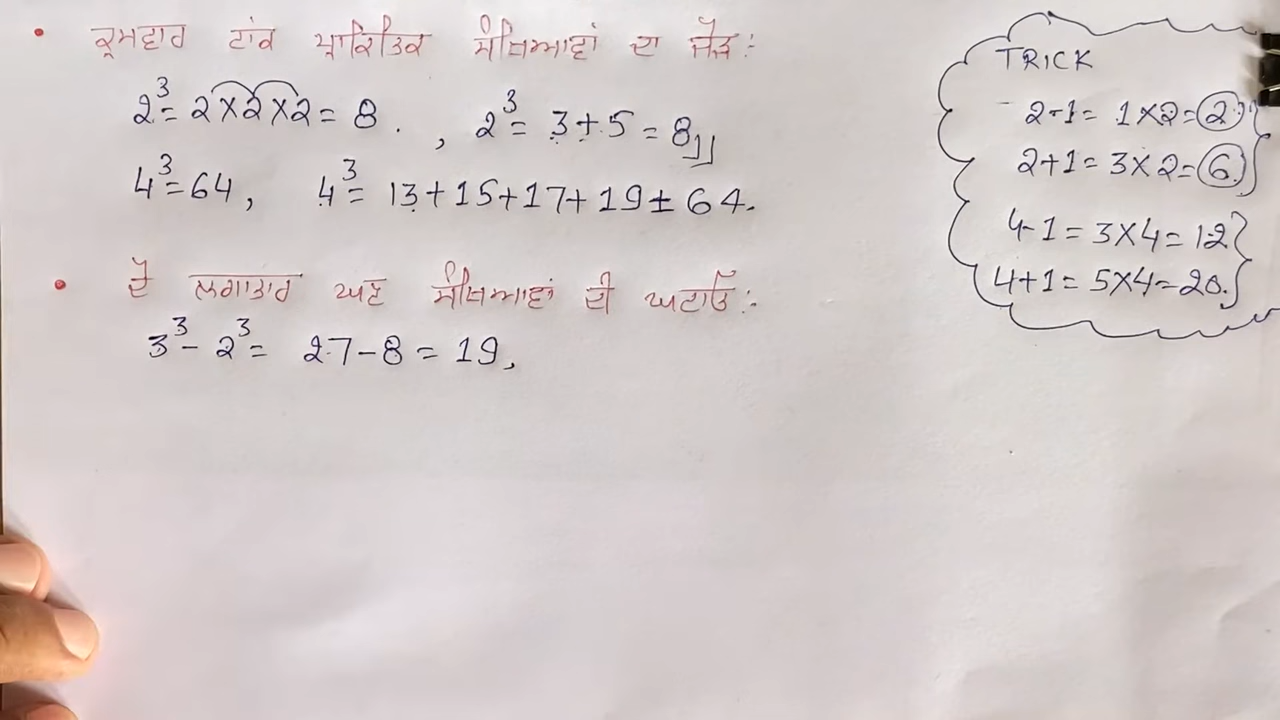 • ਕ੍ਰਮਵਾਰ ਟਾਂਕ ਪ੍ਰਾਕਿਰਤਿਕ ਸੰਖਿਆਵਾਂ ਦਾ ਜੋੜ :
2³ = 2×2×2 = 8 . , 2³ = 3+5 = 8
4³ = 64 , 4³ = 13+15+17+19 = 64.
• ਦੋ ਲਗਾਤਾਰ ਘਣ ਸੰਖਿਆਵਾਂ ਦੀ ਘਟਾਓ :-
3³ - 2³ = 27 - 8 = 19 ,
TRICK
2-1 = 1×2 = 2
2+1 = 3×2 = 6
4-1 = 3×4 = 12
4+1 = 5×4 = 20.